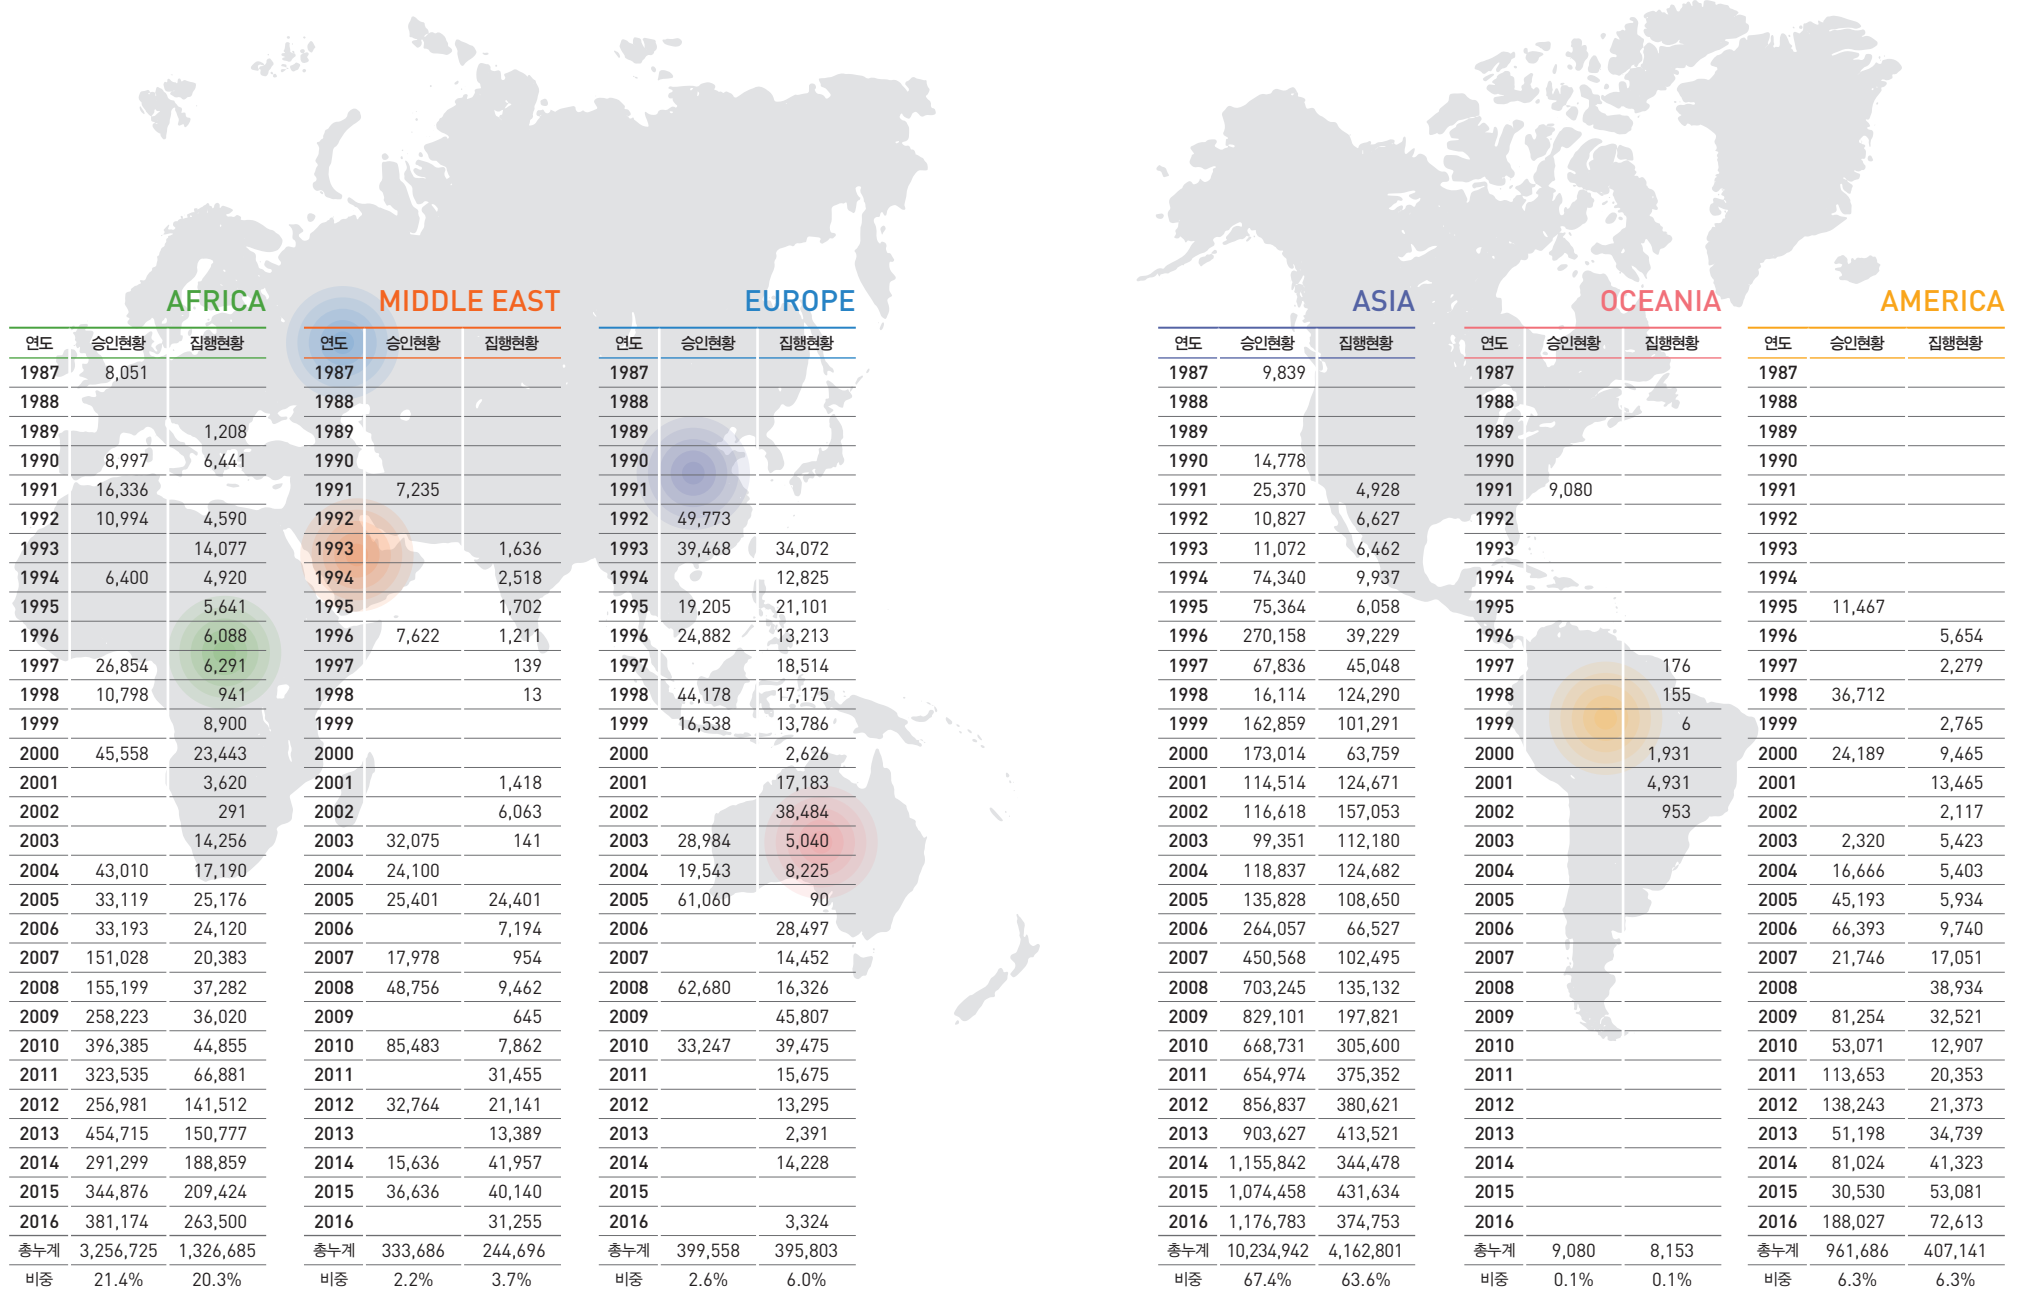 AFRICA
연도 승인현황 집행현황
1987 8,051
1988
1989 1,208
1990 8,997 6,441
1991 16,336
1992 10,994 4,590
1993 14,077
1994 6,400 4,920
1995 5,641
1996 6,088
1997 26,854 6,291
1998 10,798 941
1999 8,900
2000 45,558 23,443
2001 3,620
2002 291
2003 14,256
2004 43,010 17,190
2005 33,119 25,176
2006 33,193 24,120
2007 151,028 20,383
2008 155,199 37,282
2009 258,223 36,020
2010 396,385 44,855
2011 323,535 66,881
2012 256,981 141,512
2013 454,715 150,777
2014 291,299 188,859
2015 344,876 209,424
2016 381,174 263,500
총누계 3,256,725 1,326,685
비중 21.4% 20.3%
MIDDLE EAST
연도 승인현황 집행현황
1987
1988
1989
1990
1991 7,235
1992
1993 1,636
1994 2,518
1995 1,702
1996 7,622 1,211
1997 139
1998 13
1999
2000
2001 1,418
2002 6,063
2003 32,075 141
2004 24,100
2005 25,401 24,401
2006 7,194
2007 17,978 954
2008 48,756 9,462
2009 645
2010 85,483 7,862
2011 31,455
2012 32,764 21,141
2013 13,389
2014 15,636 41,957
2015 36,636 40,140
2016 31,255
총누계 333,686 244,696
비중 2.2% 3.7%
EUROPE
연도 승인현황 집행현황
1987
1988
1989
1990
1991
1992 49,773
1993 39,468 34,072
1994 12,825
1995 19,205 21,101
1996 24,882 13,213
1997 18,514
1998 44,178 17,175
1999 16,538 13,786
2000 2,626
2001 17,183
2002 38,484
2003 28,984 5,040
2004 19,543 8,225
2005 61,060 90
2006 28,497
2007 14,452
2008 62,680 16,326
2009 45,807
2010 33,247 39,475
2011 15,675
2012 13,295
2013 2,391
2014 14,228
2015
2016 3,324
총누계 399,558 395,803
비중 2.6% 6.0%
ASIA
연도 승인현황 집행현황
1987 9,839
1988
1989
1990 14,778
1991 25,370 4,928
1992 10,827 6,627
1993 11,072 6,462
1994 74,340 9,937
1995 75,364 6,058
1996 270,158 39,229
1997 67,836 45,048
1998 16,114 124,290
1999 162,859 101,291
2000 173,014 63,759
2001 114,514 124,671
2002 116,618 157,053
2003 99,351 112,180
2004 118,837 124,682
2005 135,828 108,650
2006 264,057 66,527
2007 450,568 102,495
2008 703,245 135,132
2009 829,101 197,821
2010 668,731 305,600
2011 654,974 375,352
2012 856,837 380,621
2013 903,627 413,521
2014 1,155,842 344,478
2015 1,074,458 431,634
2016 1,176,783 374,753
총누계 10,234,942 4,162,801
비중 67.4% 63.6%
OCEANIA
연도 승인현황 집행현황
1987
1988
1989
1990
1991 9,080
1992
1993
1994
1995
1996
1997 176
1998 155
1999 6
2000 1,931
2001 4,931
2002 953
2003
2004
2005
2006
2007
2008
2009
2010
2011
2012
2013
2014
2015
2016
총누계 9,080 8,153
비중 0.1% 0.1%
AMERICA
연도 승인현황 집행현황
1987
1988
1989
1990
1991
1992
1993
1994
1995 11,467
1996 5,654
1997 2,279
1998 36,712
1999 2,765
2000 24,189 9,465
2001 13,465
2002 2,117
2003 2,320 5,423
2004 16,666 5,403
2005 45,193 5,934
2006 66,393 9,740
2007 21,746 17,051
2008 38,934
2009 81,254 32,521
2010 53,071 12,907
2011 113,653 20,353
2012 138,243 21,373
2013 51,198 34,739
2014 81,024 41,323
2015 30,530 53,081
2016 188,027 72,613
총누계 961,686 407,141
비중 6.3% 6.3%